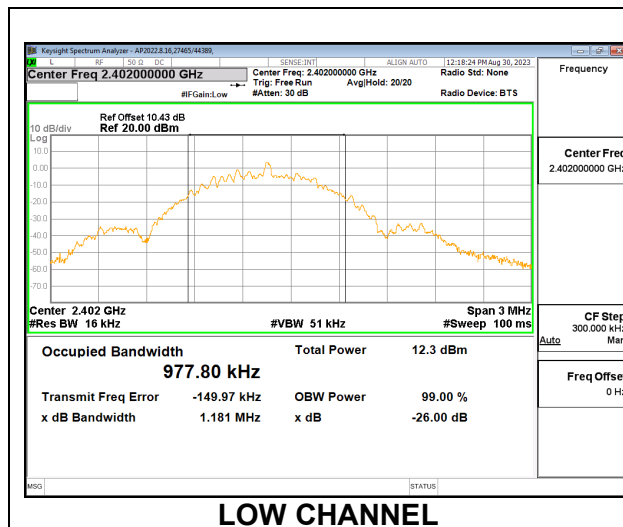 Keysight Spectrum Analyzer - AP2022.8.16,27465/44389,
L RF 50 Ω DC SENSE:INT ALIGN AUTO 12:18:24 PM Aug 30, 2023
Center Freq 2.402000000 GHz
Center Freq: 2.402000000 GHz Radio Std: None
Trig: Free Run Avg|Hold: 20/20
#IFGain:Low #Atten: 30 dB Radio Device: BTS
Frequency
Ref Offset 10.43 dB
10 dB/div Ref 20.00 dBm
Log
10.0
0.00
-10.0
-20.0
-30.0
-40.0
-50.0
-60.0
-70.0
Center 2.402 GHz Span 3 MHz
#Res BW 16 kHz #VBW 51 kHz #Sweep 100 ms
Occupied Bandwidth Total Power 12.3 dBm
977.80 kHz
Transmit Freq Error -149.97 kHz OBW Power 99.00 %
x dB Bandwidth 1.181 MHz x dB -26.00 dB
Center Freq
2.402000000 GHz
CF Step
300.000 kHz
Auto Man
Freq Offset
0 Hz
MSG STATUS
LOW CHANNEL